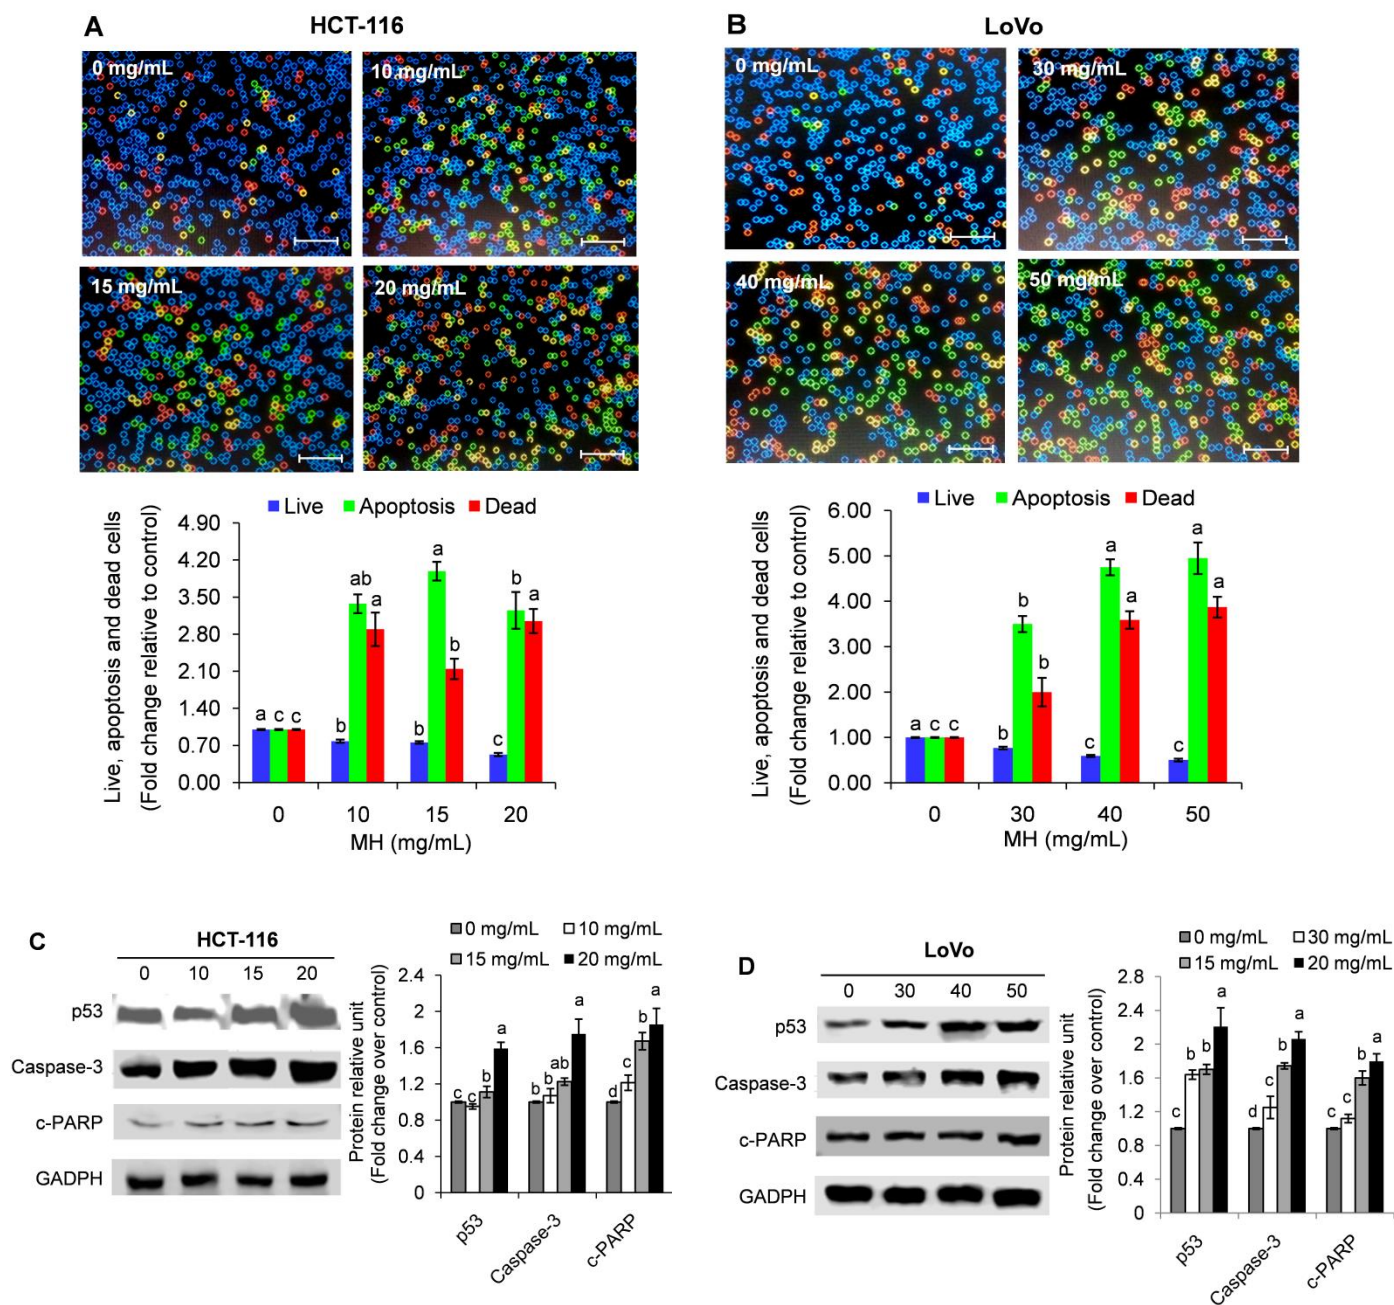 A HCT-116
0 mg/mL 10 mg/mL
15 mg/mL 20 mg/mL
Live Apoptosis Dead
Live, apoptosis and dead cells
(Fold change relative to control)
4.90
4.20
3.50
2.80
2.10
1.40
0.70
0.00
a c c b ab a b a b c b a
0 10 15 20
MH (mg/mL)
B LoVo
0 mg/mL 30 mg/mL
40 mg/mL 50 mg/mL
Live Apoptosis Dead
Live, apoptosis and dead cells
(Fold change relative to control)
6.00
5.00
4.00
3.00
2.00
1.00
0.00
a c c b b b c a a c a a
0 30 40 50
MH (mg/mL)
C HCT-116
0 10 15 20
p53
Caspase-3
c-PARP
GADPH
0 mg/mL 10 mg/mL
15 mg/mL 20 mg/mL
Protein relative unit
(Fold change over control)
2.4
2
1.6
1.2
0.8
0.4
0
c c b a b b ab a d c b a
p53 Caspase-3 c-PARP
D LoVo
0 30 40 50
p53
Caspase-3
c-PARP
GADPH
0 mg/mL 30 mg/mL
15 mg/mL 20 mg/mL
Protein relative unit
(Fold change over control)
2.8
2.4
2
1.6
1.2
0.8
0.4
0
c b b a d c b a c c b a
p53 Caspase-3 c-PARP